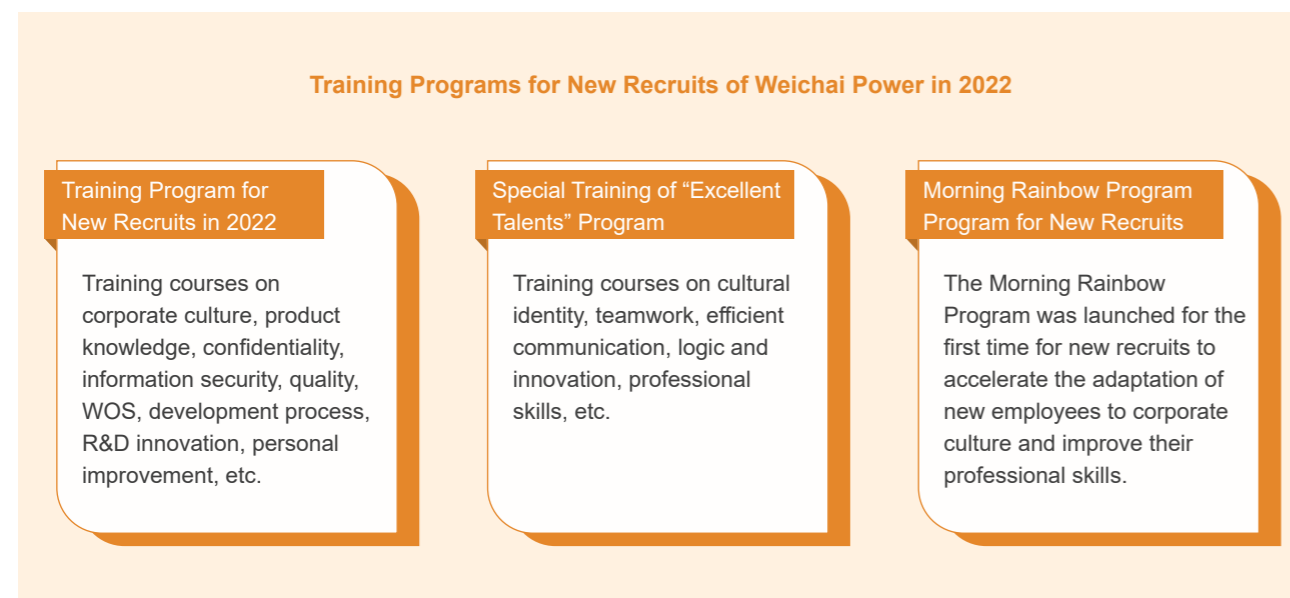 Training Programs for New Recruits of Weichai Power in 2022
Training Program for
New Recruits in 2022
Training courses on
corporate culture, product
knowledge, confidentiality,
information security, quality,
WOS, development process,
R&D innovation, personal
improvement, etc.
Special Training of “Excellent
Talents” Program
Training courses on cultural
identity, teamwork, efficient
communication, logic and
innovation, professional
skills, etc.
Morning Rainbow Program
Program for New Recruits
The Morning Rainbow
Program was launched for the
first time for new recruits to
accelerate the adaptation of
new employees to corporate
culture and improve their
professional skills.